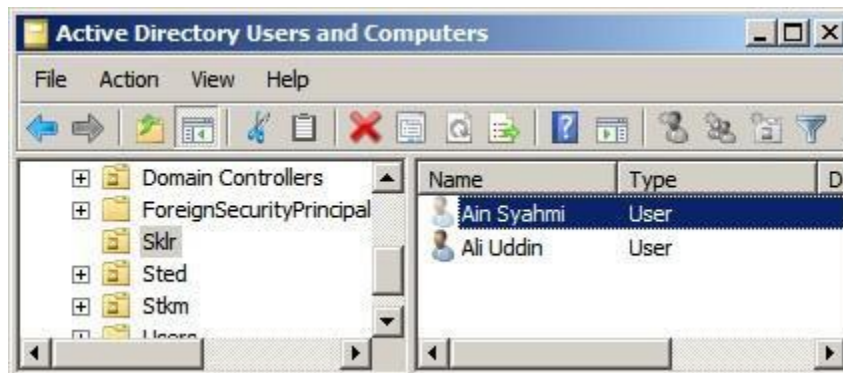 Active Directory Users and Computers
File Action View Help
Domain Controllers
ForeignSecurityPrincipal
Sklr
Sted
Stkm
Users
Name Type D
Ain Syahmi User
Ali Uddin User